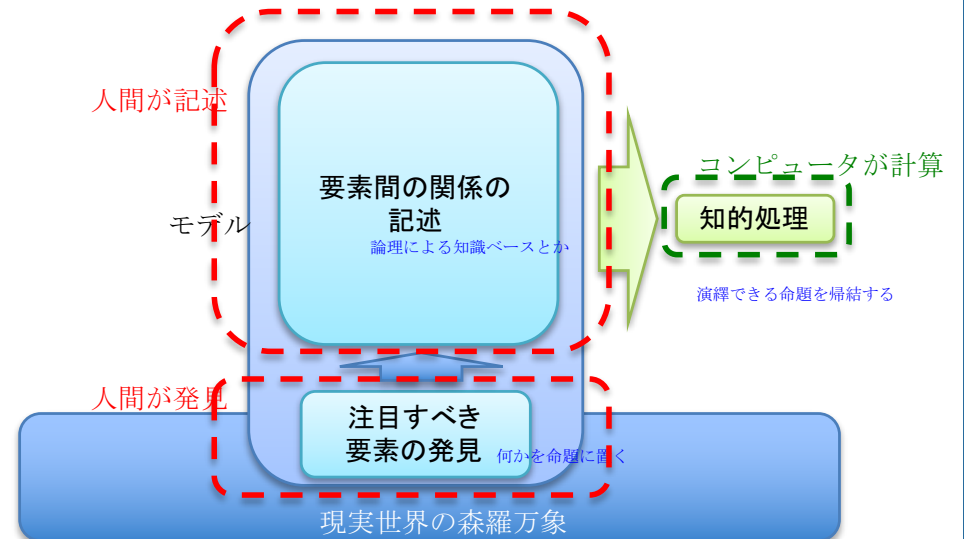 人間が記述
コンピュータが計算
要素間の関係の
記述
モデル
知的処理
論理による知識ベースとか
演繹できる命題を帰結する
人間が発見
注目すべき
要素の発見
何かを命題に置く
現実世界の森羅万象